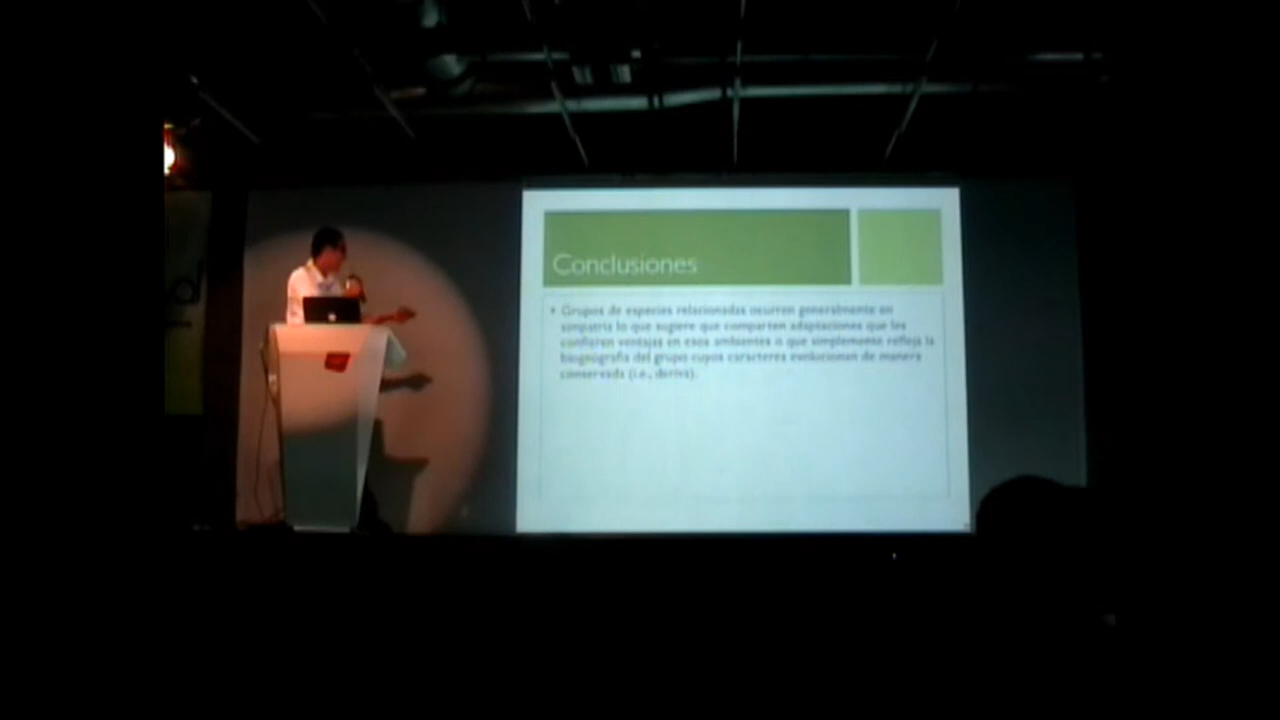 Conclusiones
• Grupos de especies relacionadas ocurren generalmente en
simpatría lo que sugiere que comparten adaptaciones que les
confieren ventajas en esos ambientes o que simplemente refleja la
biogeografía del grupo cuyos caracteres evolucionan de manera
conservada (i.e., deriva).